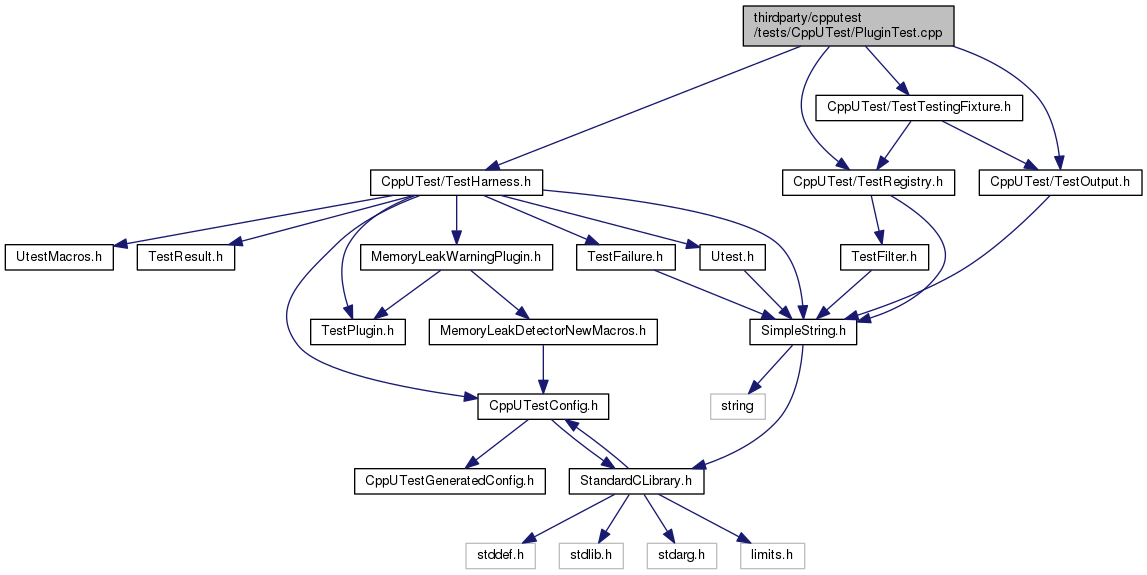 thirdparty/cpputest
/tests/CppUTest/PluginTest.cpp
CppUTest/TestTestingFixture.h
CppUTest/TestHarness.h
CppUTest/TestRegistry.h
CppUTest/TestOutput.h
UtestMacros.h
TestResult.h
MemoryLeakWarningPlugin.h
TestFailure.h
Utest.h
TestFilter.h
TestPlugin.h
MemoryLeakDetectorNewMacros.h
SimpleString.h
CppUTestConfig.h
string
CppUTestGeneratedConfig.h
StandardCLibrary.h
stddef.h
stdlib.h
stdarg.h
limits.h